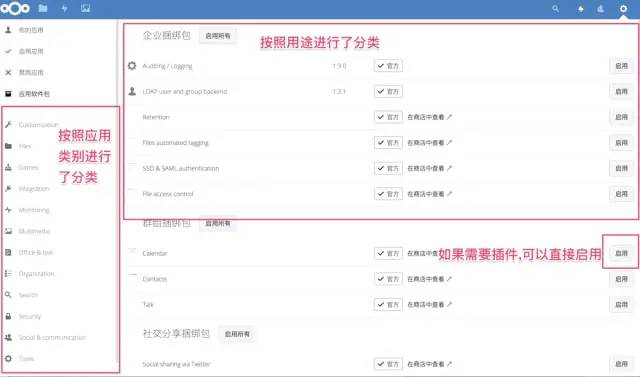 你的应用
启用应用
禁用应用
应用软件包
Customization
Files
Games
Integration
Monitoring
Multimedia
Office & text
Organization
Search
Security
Social & communication
Tools
按照应用
类别进行
了分类
企业捆绑包 启用所有
按照用途进行了分类
Auditing / Logging 1.3.0 官方 启用
LDAP user and group backend 1.3.1 官方 启用
Retention 官方 在商店中查看 ↗ 启用
Files automated tagging 官方 在商店中查看 ↗ 启用
SSO & SAML authentication 官方 在商店中查看 ↗ 启用
File access control 官方 在商店中查看 ↗ 启用
群组捆绑包 启用所有
Calendar 官方 在商店中查看 ↗ 启用
如果需要插件,可以直接启用
Contacts 官方 在商店中查看 ↗ 启用
Talk 官方 在商店中查看 ↗ 启用
社交分享捆绑包 启用所有
Social sharing via Twitter 官方 在商店中查看 ↗ 启用